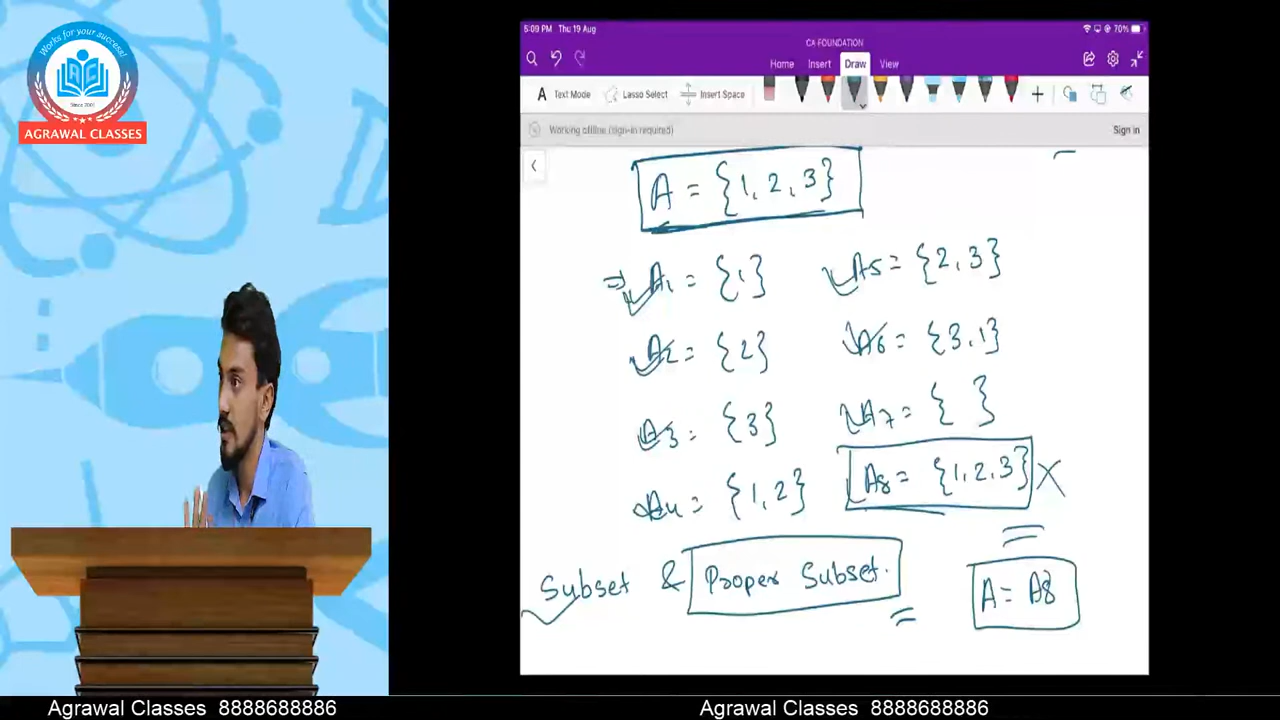 Works for your success!
AE
Since 2001
AGRAWAL CLASSES
5:09 PM Thu 19 Aug
70%
CA FOUNDATION
Home Insert Draw View
A Text Mode Lasso Select Insert Space
Working offline (sign-in required) Sign in
A = {1, 2, 3}
⇒ A1 = {1} A5 = {2, 3}
A2 = {2} A6 = {3, 1}
A3 = {3} A7 = { }
A4 = {1, 2} A8 = {1, 2, 3} X
Subset & Proper Subset. A = A8
Agrawal Classes 8888688886 Agrawal Classes 8888688886